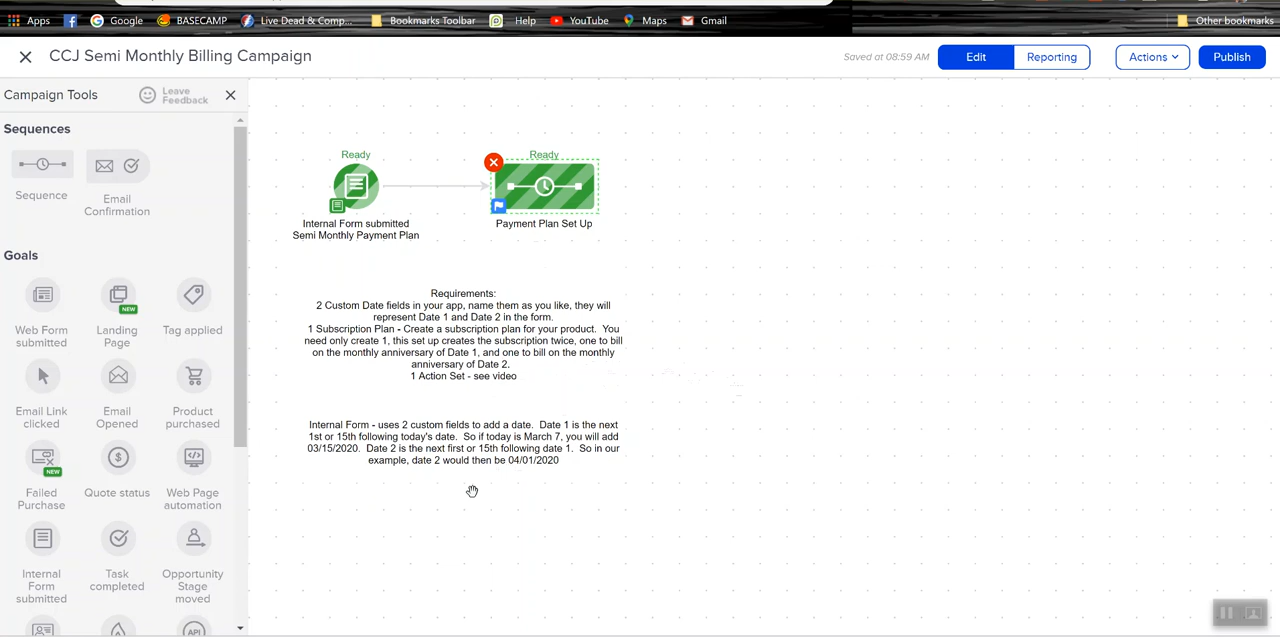 Apps Google BASECAMP Live Dead & Comp... Bookmarks Toolbar Help YouTube Maps Gmail Other bookmarks
CCJ Semi Monthly Billing Campaign Saved at 08:59 AM Edit Reporting Actions Publish
Campaign Tools Leave
Feedback
Sequences
Sequence
Email
Confirmation
Goals
Web Form
submitted
NEW
Landing
Page
Tag applied
Email Link
clicked
Email
Opened
Product
purchased
NEW
Failed
Purchase
Quote status
Web Page
automation
Internal
Form
submitted
Task
completed
Opportunity
Stage
moved
API
Ready
Internal Form submitted
Semi Monthly Payment Plan
Ready
Payment Plan Set Up
Requirements:
2 Custom Date fields in your app, name them as you like, they will
represent Date 1 and Date 2 in the form.
1 Subscription Plan - Create a subscription plan for your product. You
need only create 1, this set up creates the subscription twice, one to bill
on the monthly anniversary of Date 1, and one to bill on the monthly
anniversary of Date 2.
1 Action Set - see video
Internal Form - uses 2 custom fields to add a date. Date 1 is the next
1st or 15th following today's date. So if today is March 7, you will add
03/15/2020. Date 2 is the next first or 15th following date 1. So in our
example, date 2 would then be 04/01/2020